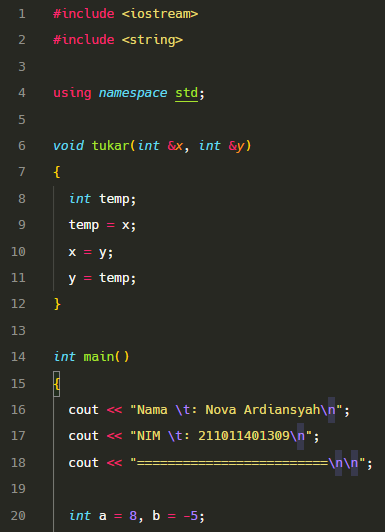 1 #include <iostream>
2 #include <string>
3
4 using namespace std;
5
6 void tukar(int &x, int &y)
7 {
8 int temp;
9 temp = x;
10 x = y;
11 y = temp;
12 }
13
14 int main()
15 {
16 cout << "Nama \t: Nova Ardiansyah\n";
17 cout << "NIM \t: 211011401309\n";
18 cout << "=========================\n\n";
19
20 int a = 8, b = -5;